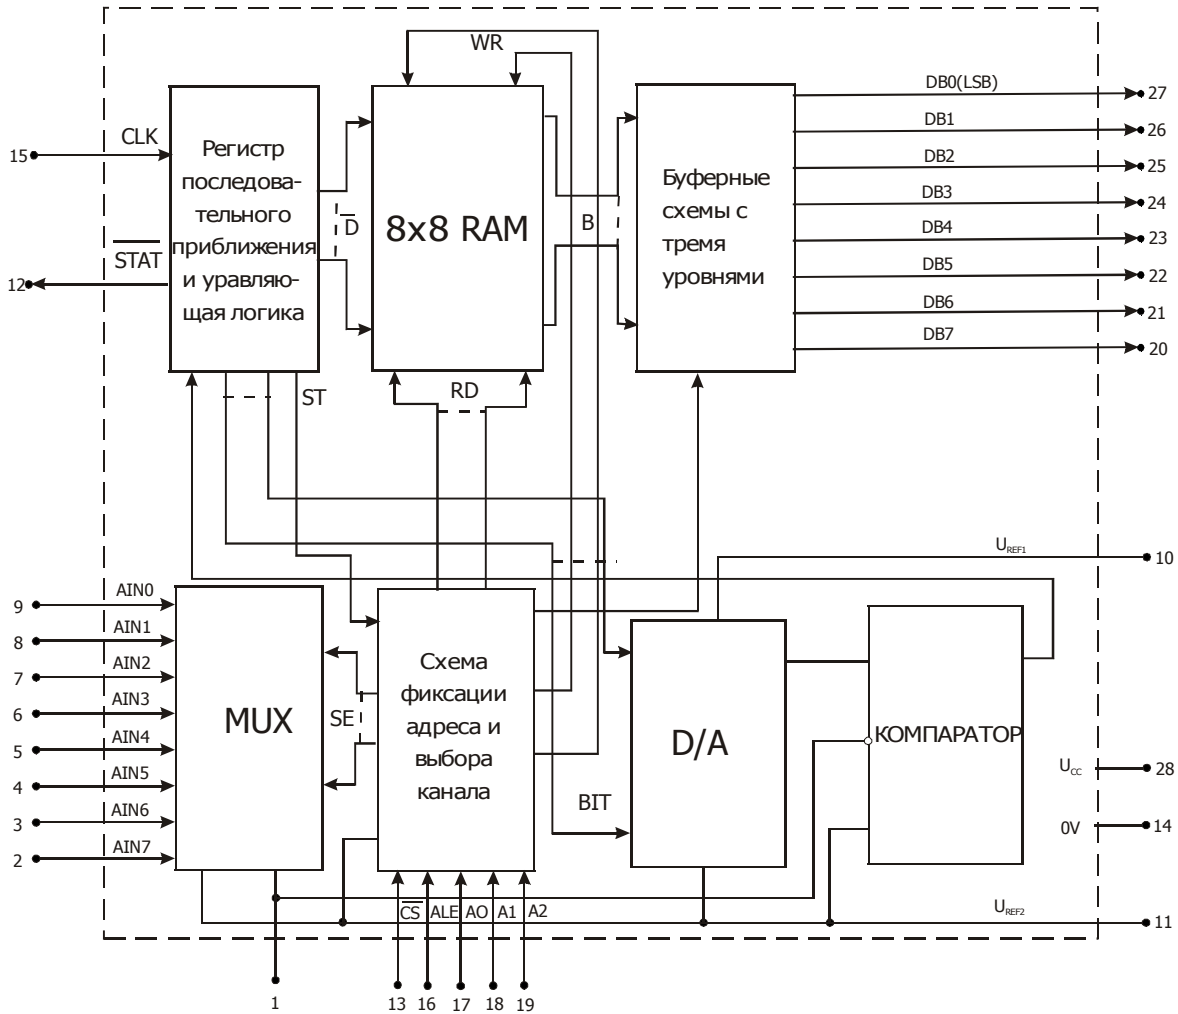 WR
CLK
15
Регистр
последова-
тельного
приближения
и уравляю-
щая логика
STAT
12
D
8x8 RAM
B
Буферные
схемы с
тремя
уровнями
DB0(LSB)
27
DB1
26
DB2
25
DB3
24
DB4
23
DB5
22
DB6
21
DB7
20
ST
RD
UREF1
10
AIN0
9
AIN1
8
AIN2
7
AIN3
6
AIN4
5
AIN5
4
AIN6
3
AIN7
2
MUX
SE
Схема
фиксации
адреса и
выбора
канала
BIT
D/A
КОМПАРАТОР
UCC
28
0V
14
UREF2
11
CS
ALE
AO
A1
A2
1
13
16
17
18
19